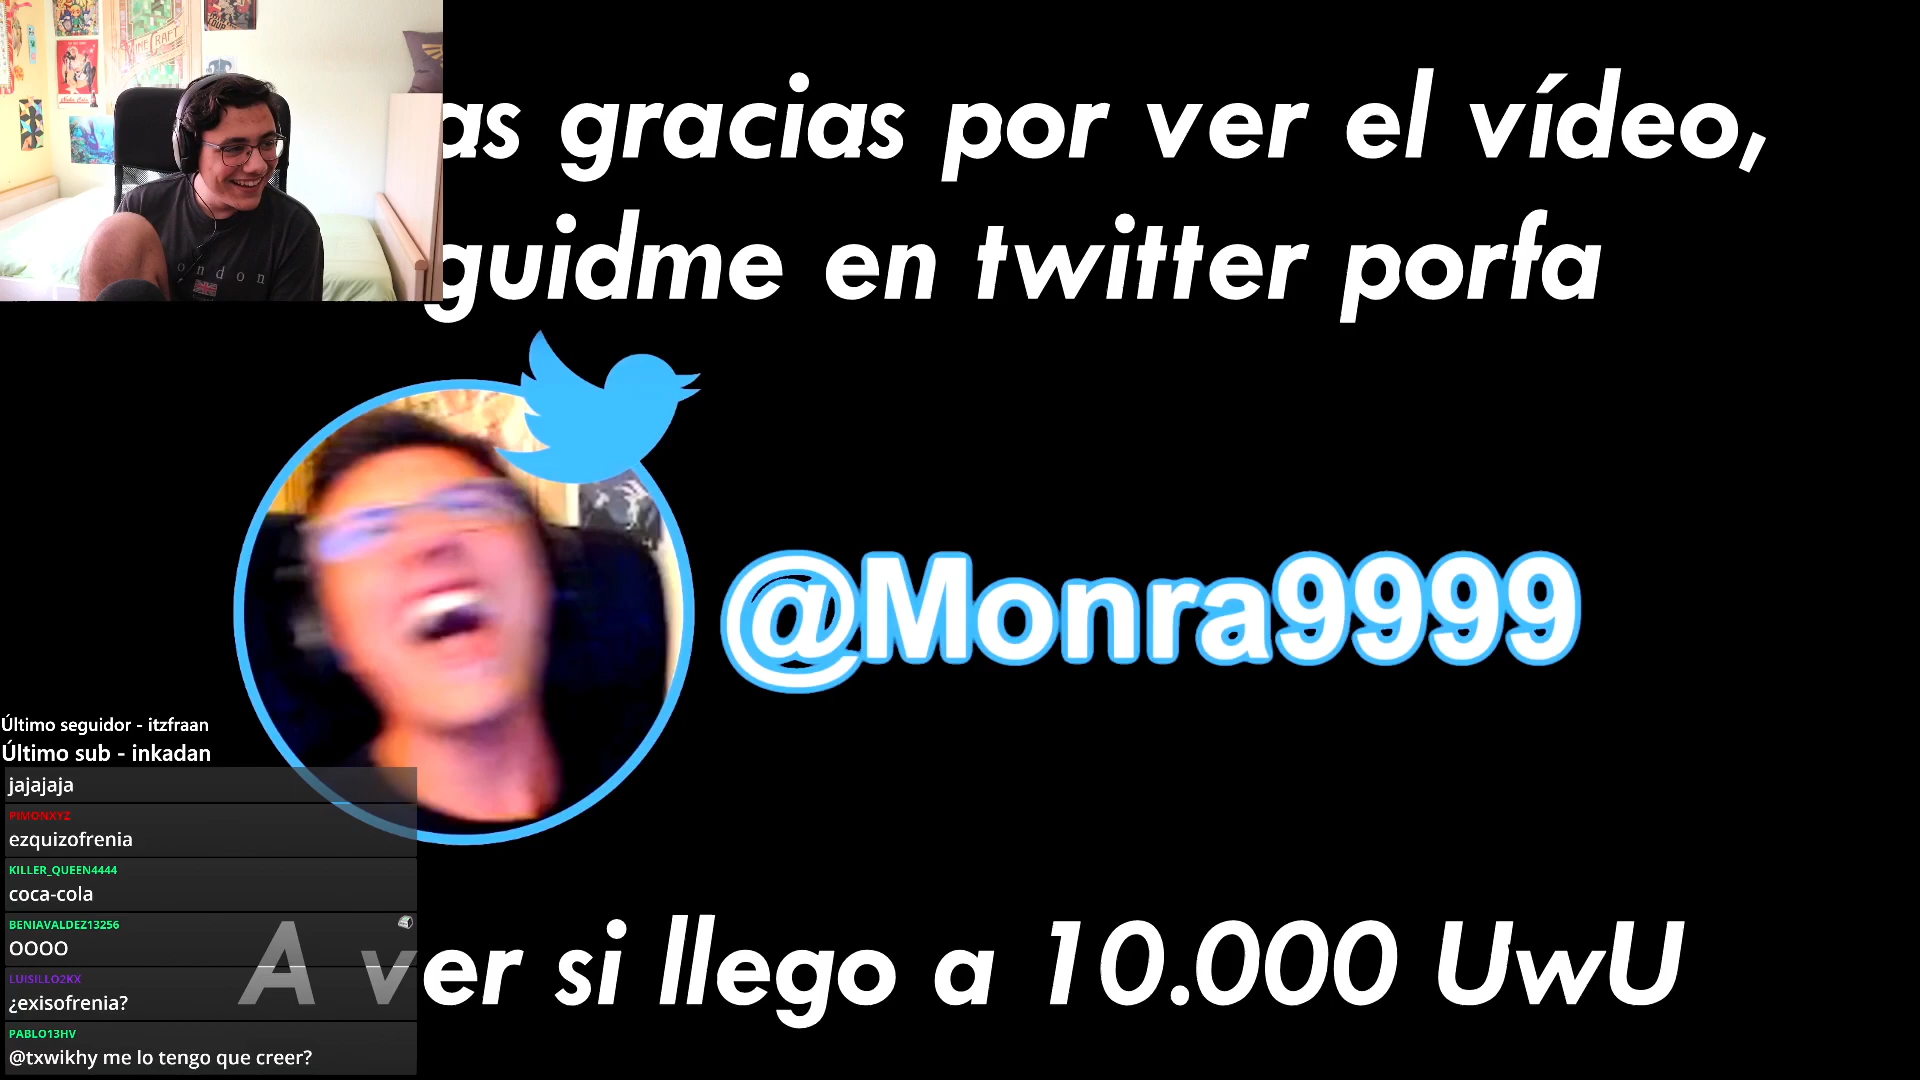 as gracias por ver el vídeo,
guidme en twitter porfa
@Monra9999
Último seguidor - itzfraan
Último sub - inkadan
jajajaja
PIMONXYZ
ezquizofrenia
KILLER_QUEEN4444
coca-cola
BENIAVALDEZ13256
OOOO
LUISILLO2KX
¿exisofrenia?
PABLO13HV
@txwikhy me lo tengo que creer?
A ver si llego a 10.000 UwU
ondon